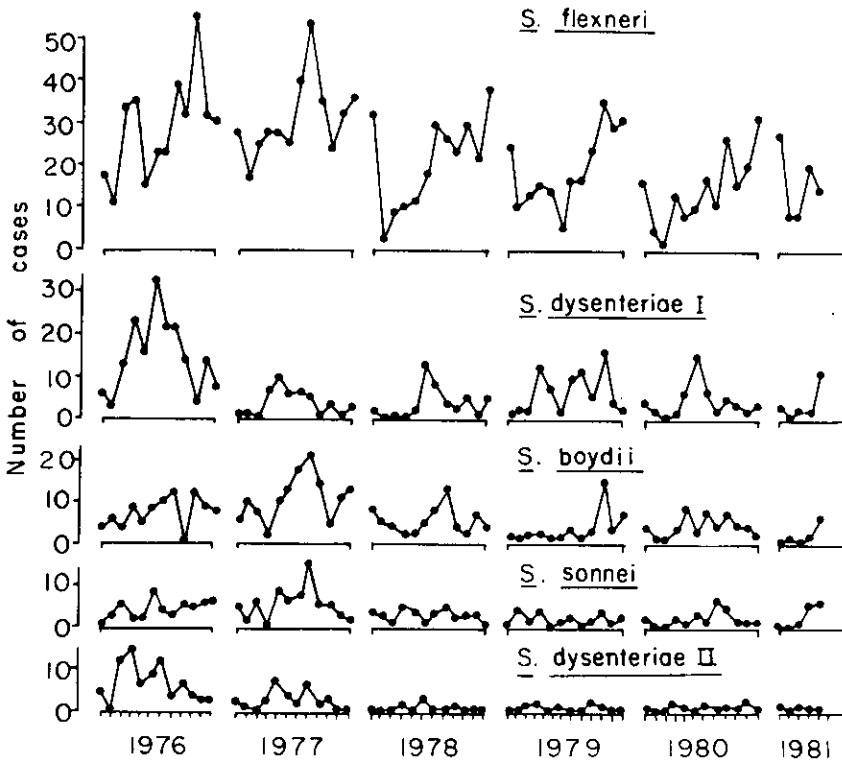 S. flexneri
50
40
30
20
10
0
S. dysenteriae I
30
20
10
0
S. boydii
20
10
0
S. sonnei
10
0
S. dysenteriae II
10
0
Number of cases
1976 1977 1978 1979 1980 1981